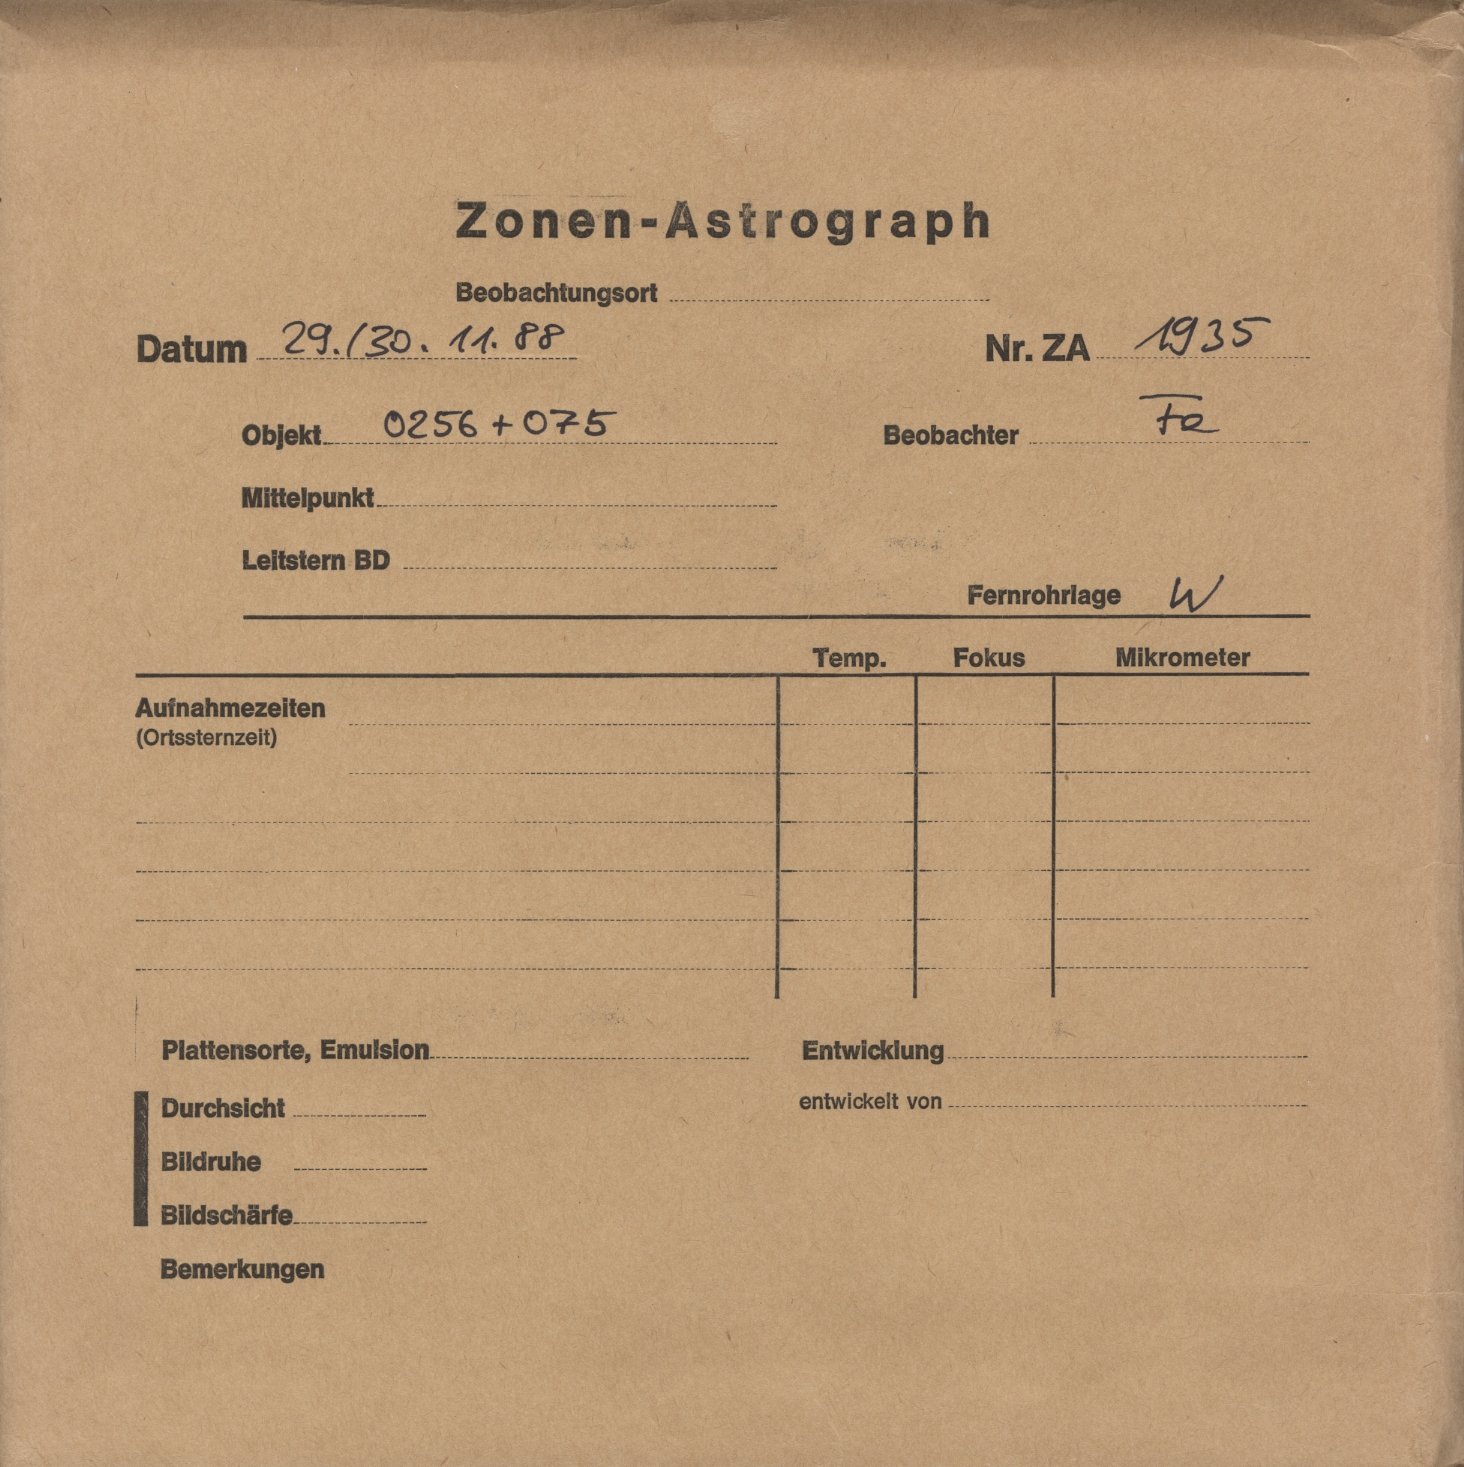 Zonen-Astrograph
Beobachtungsort
Datum 29./30. 11. 88 Nr. ZA 1935
Objekt 0256 + 075 Beobachter Fe
Mittelpunkt
Leitstern BD
Fernrohrlage W
Temp. Fokus Mikrometer
Aufnahmezeiten
(Ortssternzeit)
Plattensorte, Emulsion Entwicklung
Durchsicht entwickelt von
Bildruhe
Bildschärfe
Bemerkungen